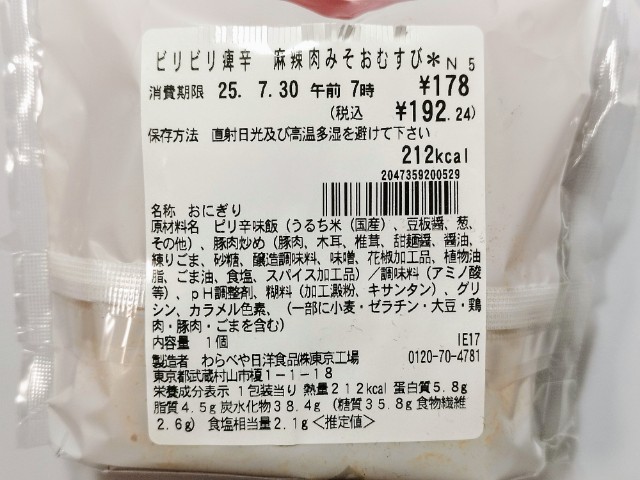 ビリビリ痺辛 麻辣肉みそおむすび＊N 5
消費期限 25. 7.30 午前 7時 ¥178
(税込 ¥192.24)
保存方法 直射日光及び高温多湿を避けて下さい
212kcal
2047359200529
名称 おにぎり
原材料名 ピリ辛味飯（うるち米（国産）、豆板醤、葱、
その他）、豚肉炒め（豚肉、木耳、椎茸、甜麺醤、醤油、
練りごま、砂糖、醸造調味料、味噌、花椒加工品、植物油
脂、ごま油、食塩、スパイス加工品）／調味料（アミノ酸
等）、pH調整剤、糊料（加工澱粉、キサンタン）、グリ
シン、カラメル色素、（一部に小麦・ゼラチン・大豆・鶏
肉・豚肉・ごまを含む）
内容量 1個 IE17
製造者 わらべや日洋食品㈱東京工場 0120-70-4781
東京都武蔵村山市榎1－1－18
栄養成分表示 1包装当り 熱量212kcal 蛋白質5.8g
脂質4.5g 炭水化物38.4g （糖質35.8g 食物繊維
2.6g） 食塩相当量2.1g＜推定値＞